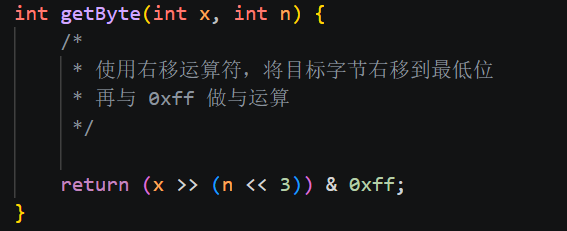 int getByte(int x, int n) {
/*
* 使用右移运算符，将目标字节右移到最低位
* 再与 0xff 做与运算
*/
return (x >> (n << 3)) & 0xff;
}